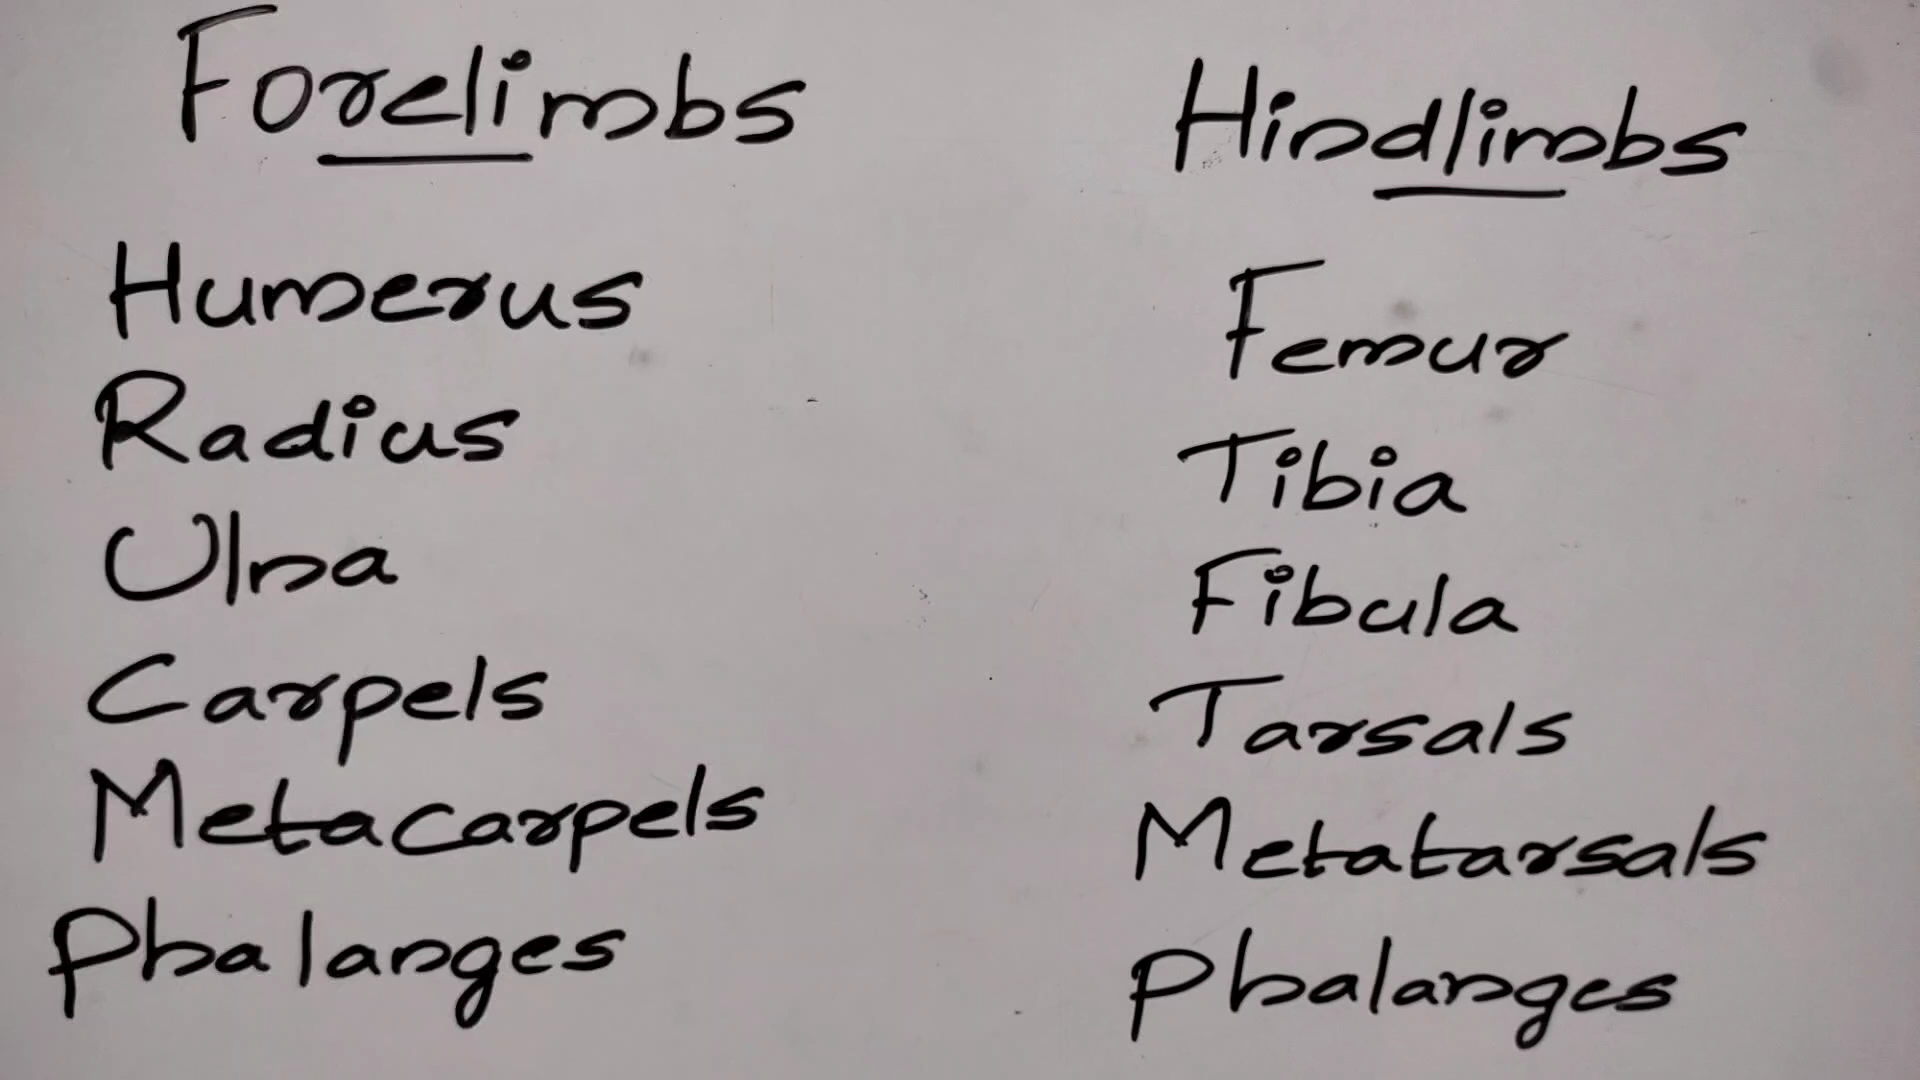 Forelimbs
Humerus
Radius
Ulna
Carpels
Metacarpels
Phalanges
Hindlimbs
Femur
Tibia
Fibula
Tarsals
Metatarsals
Phalanges